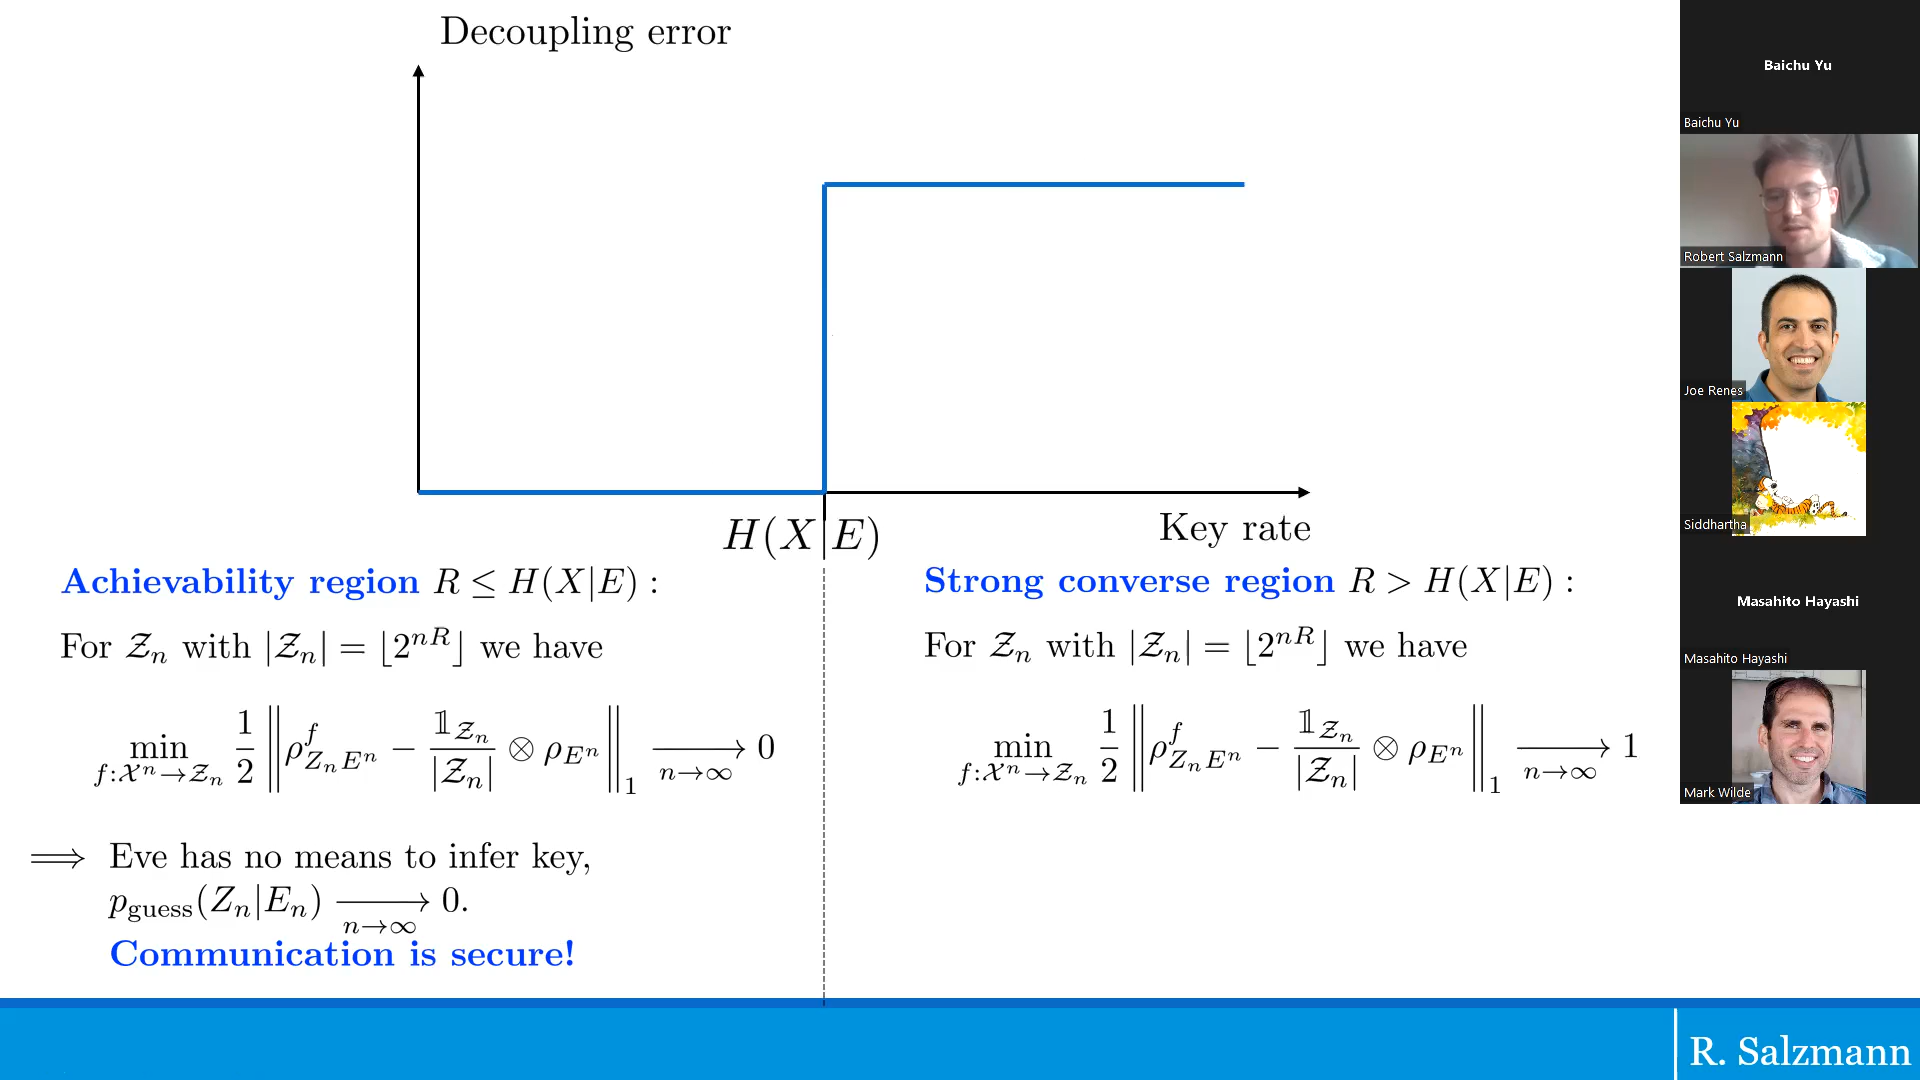 Decoupling error
H(X|E)
Key rate
Achievability region R ≤ H(X|E) :
For 𝒵_n with |𝒵_n| = ⌊2^{nR}⌋ we have
min_{f:𝒳^n→𝒵_n} 1/2 ‖ρ^f_{Z_nE^n} − 𝟙_{𝒵_n}/|𝒵_n| ⊗ ρ_{E^n}‖_1 ⟶_{n→∞} 0
⟹ Eve has no means to infer key,
p_guess(Z_n|E_n) ⟶_{n→∞} 0.
Communication is secure!
Strong converse region R > H(X|E) :
For 𝒵_n with |𝒵_n| = ⌊2^{nR}⌋ we have
min_{f:𝒳^n→𝒵_n} 1/2 ‖ρ^f_{Z_nE^n} − 𝟙_{𝒵_n}/|𝒵_n| ⊗ ρ_{E^n}‖_1 ⟶_{n→∞} 1
R. Salzmann
Baichu Yu
Baichu Yu
Robert Salzmann
Joe Renes
Siddhartha
Masahito Hayashi
Masahito Hayashi
Mark Wilde